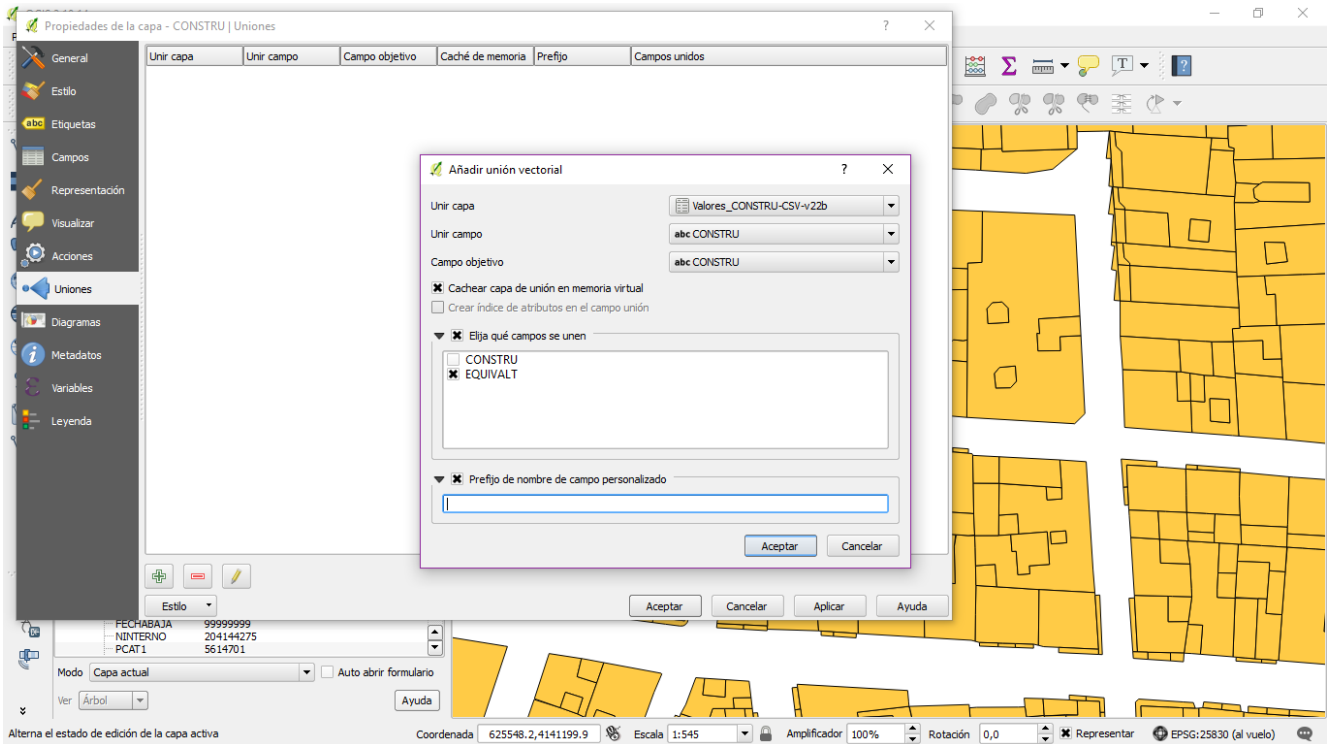 Propiedades de la capa - CONSTRU | Uniones
General
Estilo
abc Etiquetas
Campos
Representación
Visualizar
Acciones
Uniones
Diagramas
Metadatos
Variables
Leyenda
Unir capa Unir campo Campo objetivo Caché de memoria Prefijo Campos unidos
Añadir unión vectorial
Unir capa Valores_CONSTRU-CSV-v22b
Unir campo abc CONSTRU
Campo objetivo abc CONSTRU
Cachear capa de unión en memoria virtual
Crear índice de atributos en el campo unión
Elija qué campos se unen
CONSTRU
EQUIVALT
Prefijo de nombre de campo personalizado
Aceptar Cancelar
Estilo
Aceptar Cancelar Aplicar Ayuda
FECHABAJA 99999999
NINTERNO 204144275
PCAT1 5614701
Modo Capa actual Auto abrir formulario
Ver Árbol Ayuda
Alterna el estado de edición de la capa activa Coordenada 625548.2,4141199.9 Escala 1:545 Amplificador 100% Rotación 0,0 Representar EPSG:25830 (al vuelo)